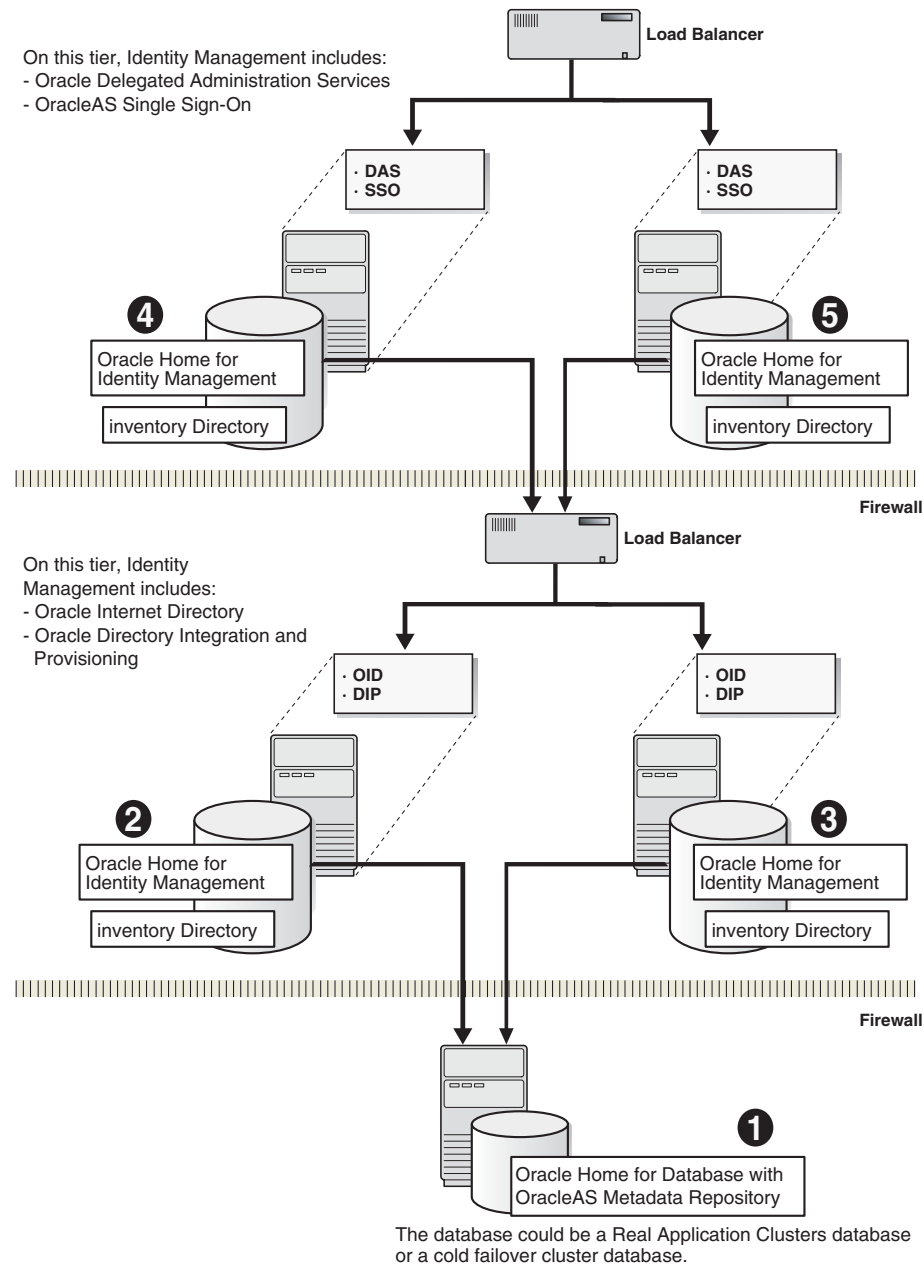 Load Balancer
On this tier, Identity Management includes:
- Oracle Delegated Administration Services
- OracleAS Single Sign-On
· DAS
· SSO
· DAS
· SSO
4
5
Oracle Home for
Identity Management
inventory Directory
Oracle Home for
Identity Management
inventory Directory
Firewall
Load Balancer
On this tier, Identity
Management includes:
- Oracle Internet Directory
- Oracle Directory Integration and
Provisioning
· OID
· DIP
· OID
· DIP
2
3
Oracle Home for
Identity Management
inventory Directory
Oracle Home for
Identity Management
inventory Directory
Firewall
1
Oracle Home for Database with
OracleAS Metadata Repository
The database could be a Real Application Clusters database
or a cold failover cluster database.